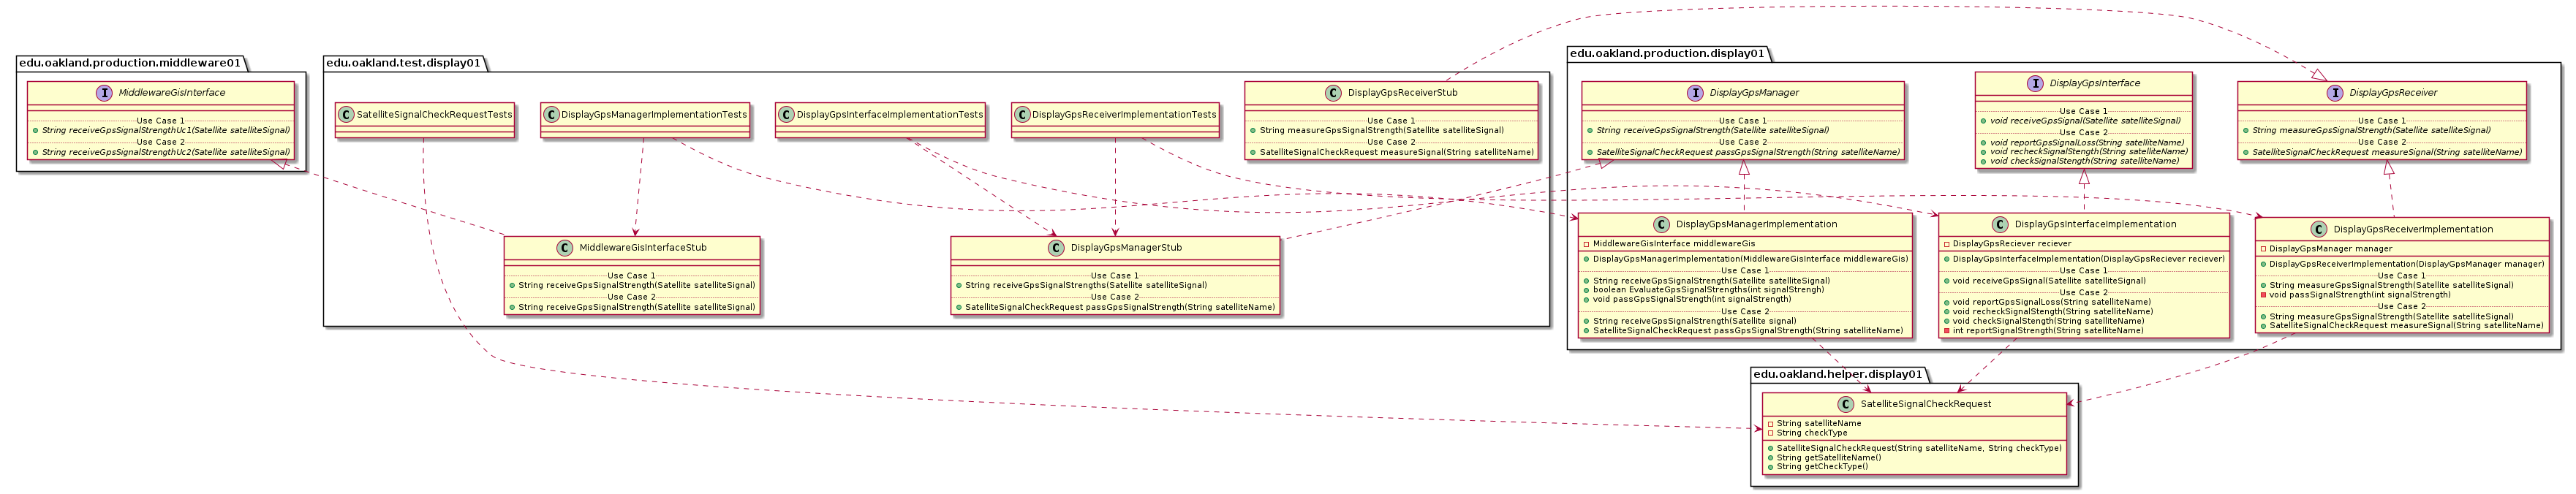 edu.oakland.production.middleware01
I MiddlewareGisInterface
Use Case 1
String receiveGpsSignalStrengthUc1(Satellite satelliteSignal)
Use Case 2
String receiveGpsSignalStrengthUc2(Satellite satelliteSignal)
edu.oakland.test.display01
C SatelliteSignalCheckRequestTests
C DisplayGpsManagerImplementationTests
C DisplayGpsInterfaceImplementationTests
C DisplayGpsReceiverImplementationTests
C DisplayGpsReceiverStub
Use Case 1
String measureGpsSignalStrength(Satellite satelliteSignal)
Use Case 2
SatelliteSignalCheckRequest measureSignal(String satelliteName)
C MiddlewareGisInterfaceStub
Use Case 1
String receiveGpsSignalStrength(Satellite satelliteSignal)
Use Case 2
String receiveGpsSignalStrength(Satellite satelliteSignal)
C DisplayGpsManagerStub
Use Case 1
String receiveGpsSignalStrengths(Satellite satelliteSignal)
Use Case 2
SatelliteSignalCheckRequest passGpsSignalStrength(String satelliteName)
edu.oakland.production.display01
I DisplayGpsManager
Use Case 1
String receiveGpsSignalStrength(Satellite satelliteSignal)
Use Case 2
SatelliteSignalCheckRequest passGpsSignalStrength(String satelliteName)
I DisplayGpsInterface
Use Case 1
void receiveGpsSignal(Satellite satelliteSignal)
Use Case 2
void reportGpsSignalLoss(String satelliteName)
void recheckSignalStength(String satelliteName)
void checkSignalStength(String satelliteName)
I DisplayGpsReceiver
Use Case 1
String measureGpsSignalStrength(Satellite satelliteSignal)
Use Case 2
SatelliteSignalCheckRequest measureSignal(String satelliteName)
C DisplayGpsManagerImplementation
MiddlewareGisInterface middlewareGis
DisplayGpsManagerImplementation(MiddlewareGisInterface middlewareGis)
Use Case 1
String receiveGpsSignalStrength(Satellite satelliteSignal)
boolean EvaluateGpsSignalStrengths(int signalStrengh)
void passGpsSignalStrength(int signalStrength)
Use Case 2
String receiveGpsSignalStrength(Satellite signal)
SatelliteSignalCheckRequest passGpsSignalStrength(String satelliteName)
C DisplayGpsInterfaceImplementation
DisplayGpsReciever reciever
DisplayGpsInterfaceImplementation(DisplayGpsReciever reciever)
Use Case 1
void receiveGpsSignal(Satellite satelliteSignal)
Use Case 2
void reportGpsSignalLoss(String satelliteName)
void recheckSignalStength(String satelliteName)
void checkSignalStength(String satelliteName)
int reportSignalStrength(String satelliteName)
C DisplayGpsReceiverImplementation
DisplayGpsManager manager
DisplayGpsReceiverImplementation(DisplayGpsManager manager)
Use Case 1
String measureGpsSignalStrength(Satellite satelliteSignal)
void passSignalStrength(int signalStrength)
Use Case 2
String measureGpsSignalStrength(Satellite satelliteSignal)
SatelliteSignalCheckRequest measureSignal(String satelliteName)
edu.oakland.helper.display01
C SatelliteSignalCheckRequest
String satelliteName
String checkType
SatelliteSignalCheckRequest(String satelliteName, String checkType)
String getSatelliteName()
String getCheckType()